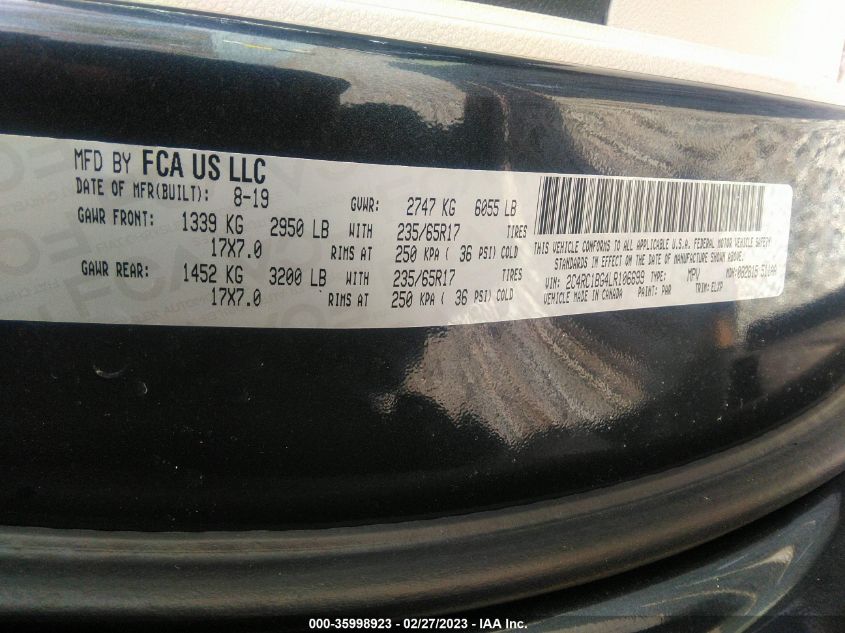 MFD BY FCA US LLC
DATE OF MFR(BUILT): 8-19 GVWR: 2747 KG 6055 LB
GAWR FRONT: 1339 KG 2950 LB WITH 235/65R17 TIRES
17X7.0 RIMS AT 250 KPA ( 36 PSI) COLD
GAWR REAR: 1452 KG 3200 LB WITH 235/65R17 TIRES
17X7.0 RIMS AT 250 KPA ( 36 PSI) COLD
THIS VEHICLE CONFORMS TO ALL APPLICABLE U.S.A. FEDERAL MOTOR VEHICLE SAFETY
STANDARDS IN EFFECT ON THE DATE OF MANUFACTURE SHOWN ABOVE.
VIN: 2C4RC1BG4LR106699 TYPE: MPV MDH:
VEHICLE MADE IN CANADA PAINT: PAR TRIM:
000-35998923 - 02/27/2023 - © IAA Inc.